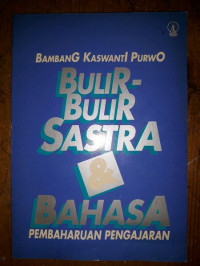 BAMBANG KASWANTI PURWO
BULIR-
BULIR
SASTRA
&
BAHASA
PEMBAHARUAN PENGAJARAN